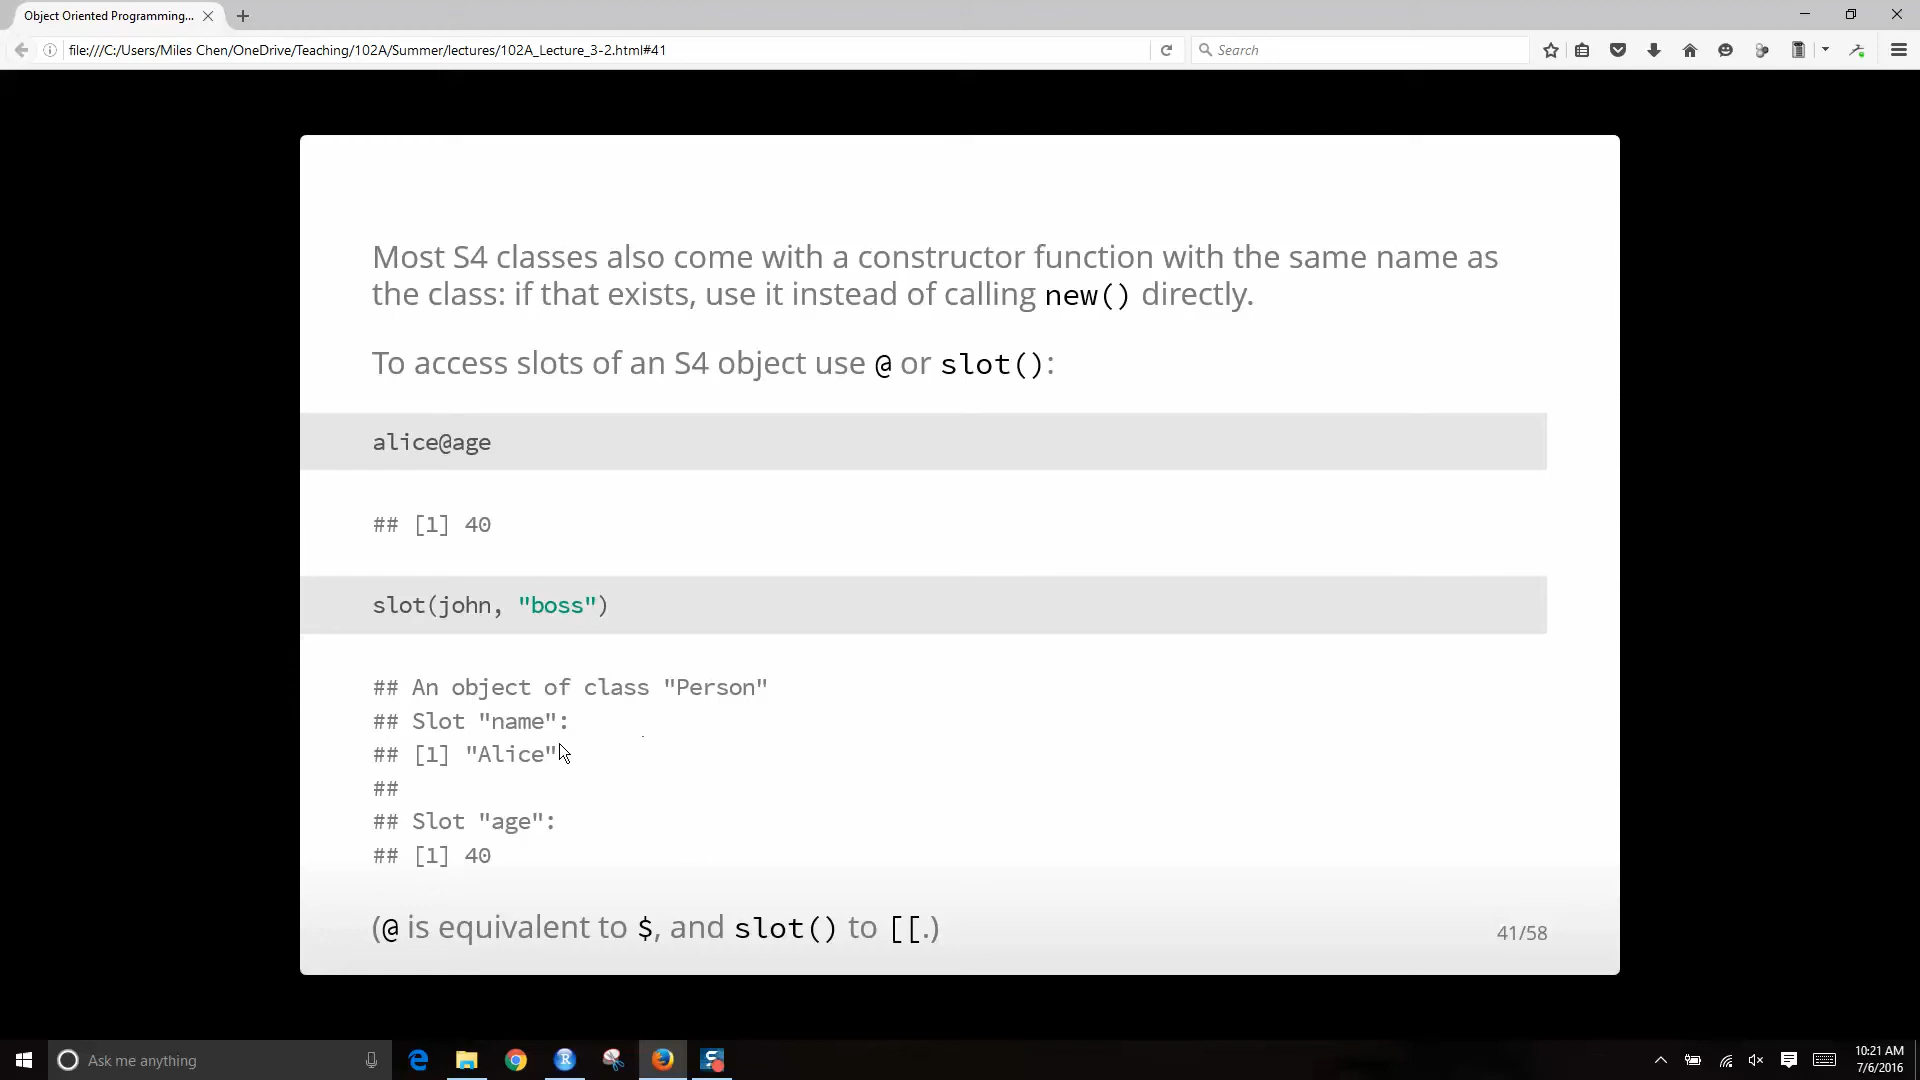 Object Oriented Programming...
file:///C:/Users/Miles Chen/OneDrive/Teaching/102A/Summer/lectures/102A_Lecture_3-2.html#41
Search
Most S4 classes also come with a constructor function with the same name as
the class: if that exists, use it instead of calling new() directly.
To access slots of an S4 object use @ or slot():
alice@age
## [1] 40
slot(john, "boss")
## An object of class "Person"
## Slot "name":
## [1] "Alice"
##
## Slot "age":
## [1] 40
(@ is equivalent to $, and slot() to [[.)
41/58
Ask me anything
10:21 AM
7/6/2016